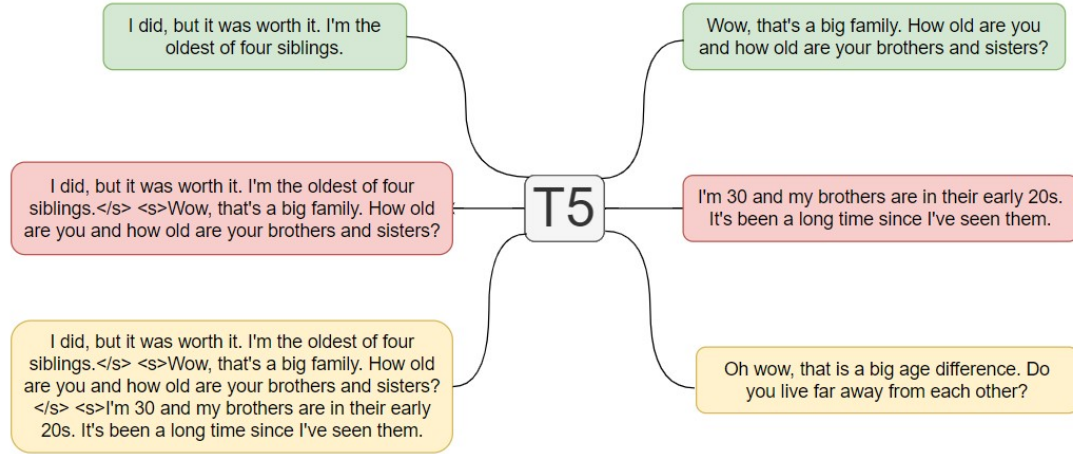 I did, but it was worth it. I'm the
oldest of four siblings.
Wow, that's a big family. How old are you
and how old are your brothers and sisters?
I did, but it was worth it. I'm the oldest of four
siblings.</s> <s>Wow, that's a big family. How old
are you and how old are your brothers and sisters?
T5
I'm 30 and my brothers are in their early 20s.
It's been a long time since I've seen them.
I did, but it was worth it. I'm the oldest of four
siblings.</s> <s>Wow, that's a big family. How old
are you and how old are your brothers and sisters?
</s> <s>I'm 30 and my brothers are in their early
20s. It's been a long time since I've seen them.
Oh wow, that is a big age difference. Do
you live far away from each other?